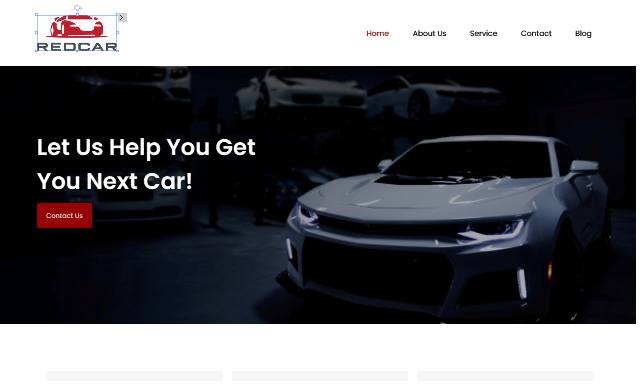 REDCAR
Home About Us Service Contact Blog
Let Us Help You Get
You Next Car!
Contact Us